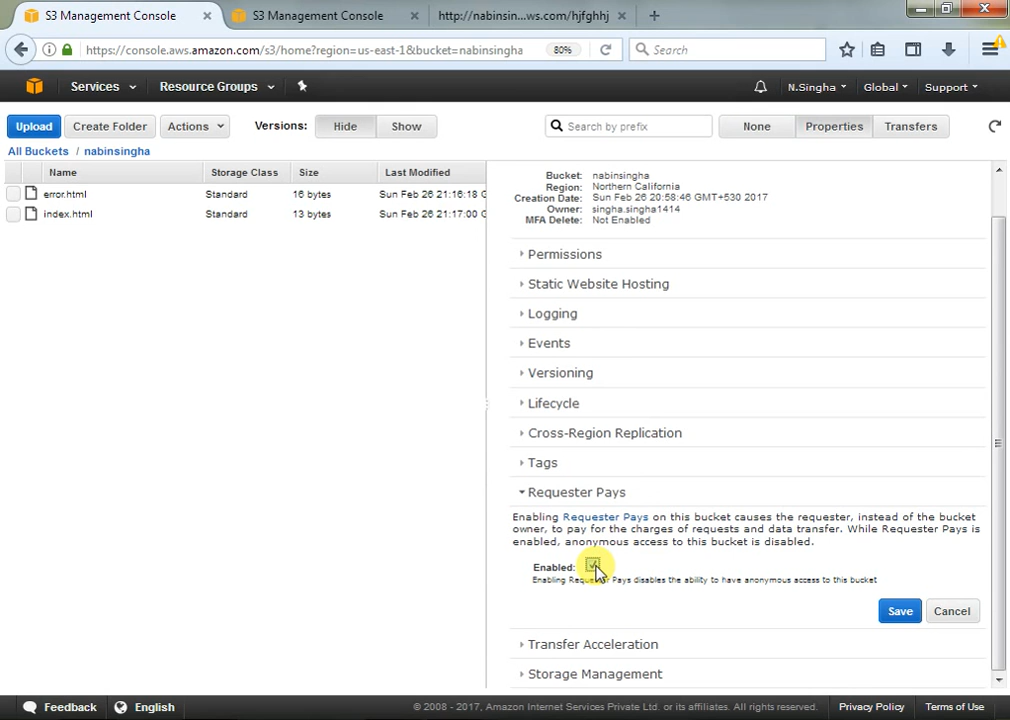 S3 Management Console
S3 Management Console
http://nabinsin...ws.com/hjfghhj
https://console.aws.amazon.com/s3/home?region=us-east-1&bucket=nabinsingha
80%
Search
Services
Resource Groups
N.Singha
Global
Support
Upload
Create Folder
Actions
Versions:
Hide
Show
Search by prefix
None
Properties
Transfers
All Buckets / nabinsingha
Name
Storage Class
Size
Last Modified
error.html
Standard
16 bytes
Sun Feb 26 21:16:18 G
index.html
Standard
13 bytes
Sun Feb 26 21:17:00 G
Bucket: nabinsingha
Region: Northern California
Creation Date: Sun Feb 26 20:58:46 GMT+530 2017
Owner: singha.singha1414
MFA Delete: Not Enabled
Permissions
Static Website Hosting
Logging
Events
Versioning
Lifecycle
Cross-Region Replication
Tags
Requester Pays
Enabling Requester Pays on this bucket causes the requester, instead of the bucket
owner, to pay for the charges of requests and data transfer. While Requester Pays is
enabled, anonymous access to this bucket is disabled.
Enabled:
Enabling Requester Pays disables the ability to have anonymous access to this bucket
Save
Cancel
Transfer Acceleration
Storage Management
Feedback
English
© 2008 - 2017, Amazon Internet Services Private Ltd. or its affiliates. All rights reserved.
Privacy Policy
Terms of Use